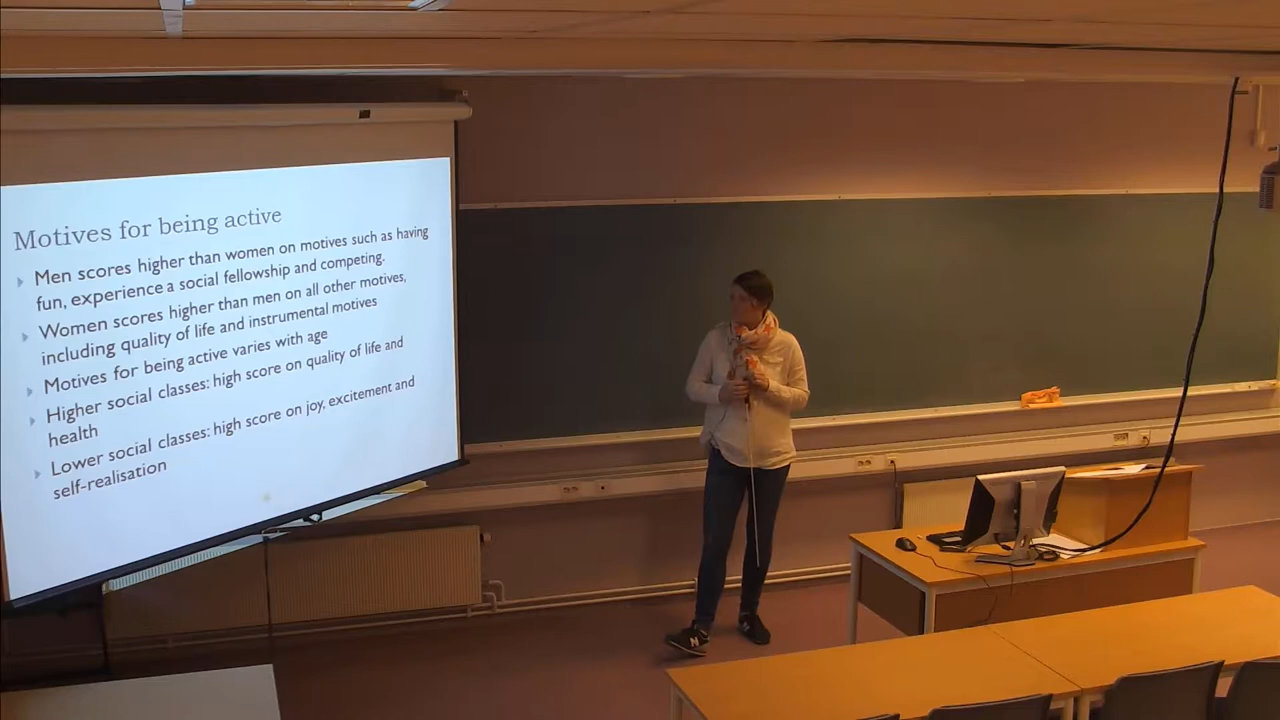 Motives for being active
Men scores higher than women on motives such as having
fun, experience a social fellowship and competing.
Women scores higher than men on all other motives,
including quality of life and instrumental motives
Motives for being active varies with age
Higher social classes: high score on quality of life and
health
Lower social classes: high score on joy, excitement and
self-realisation
N